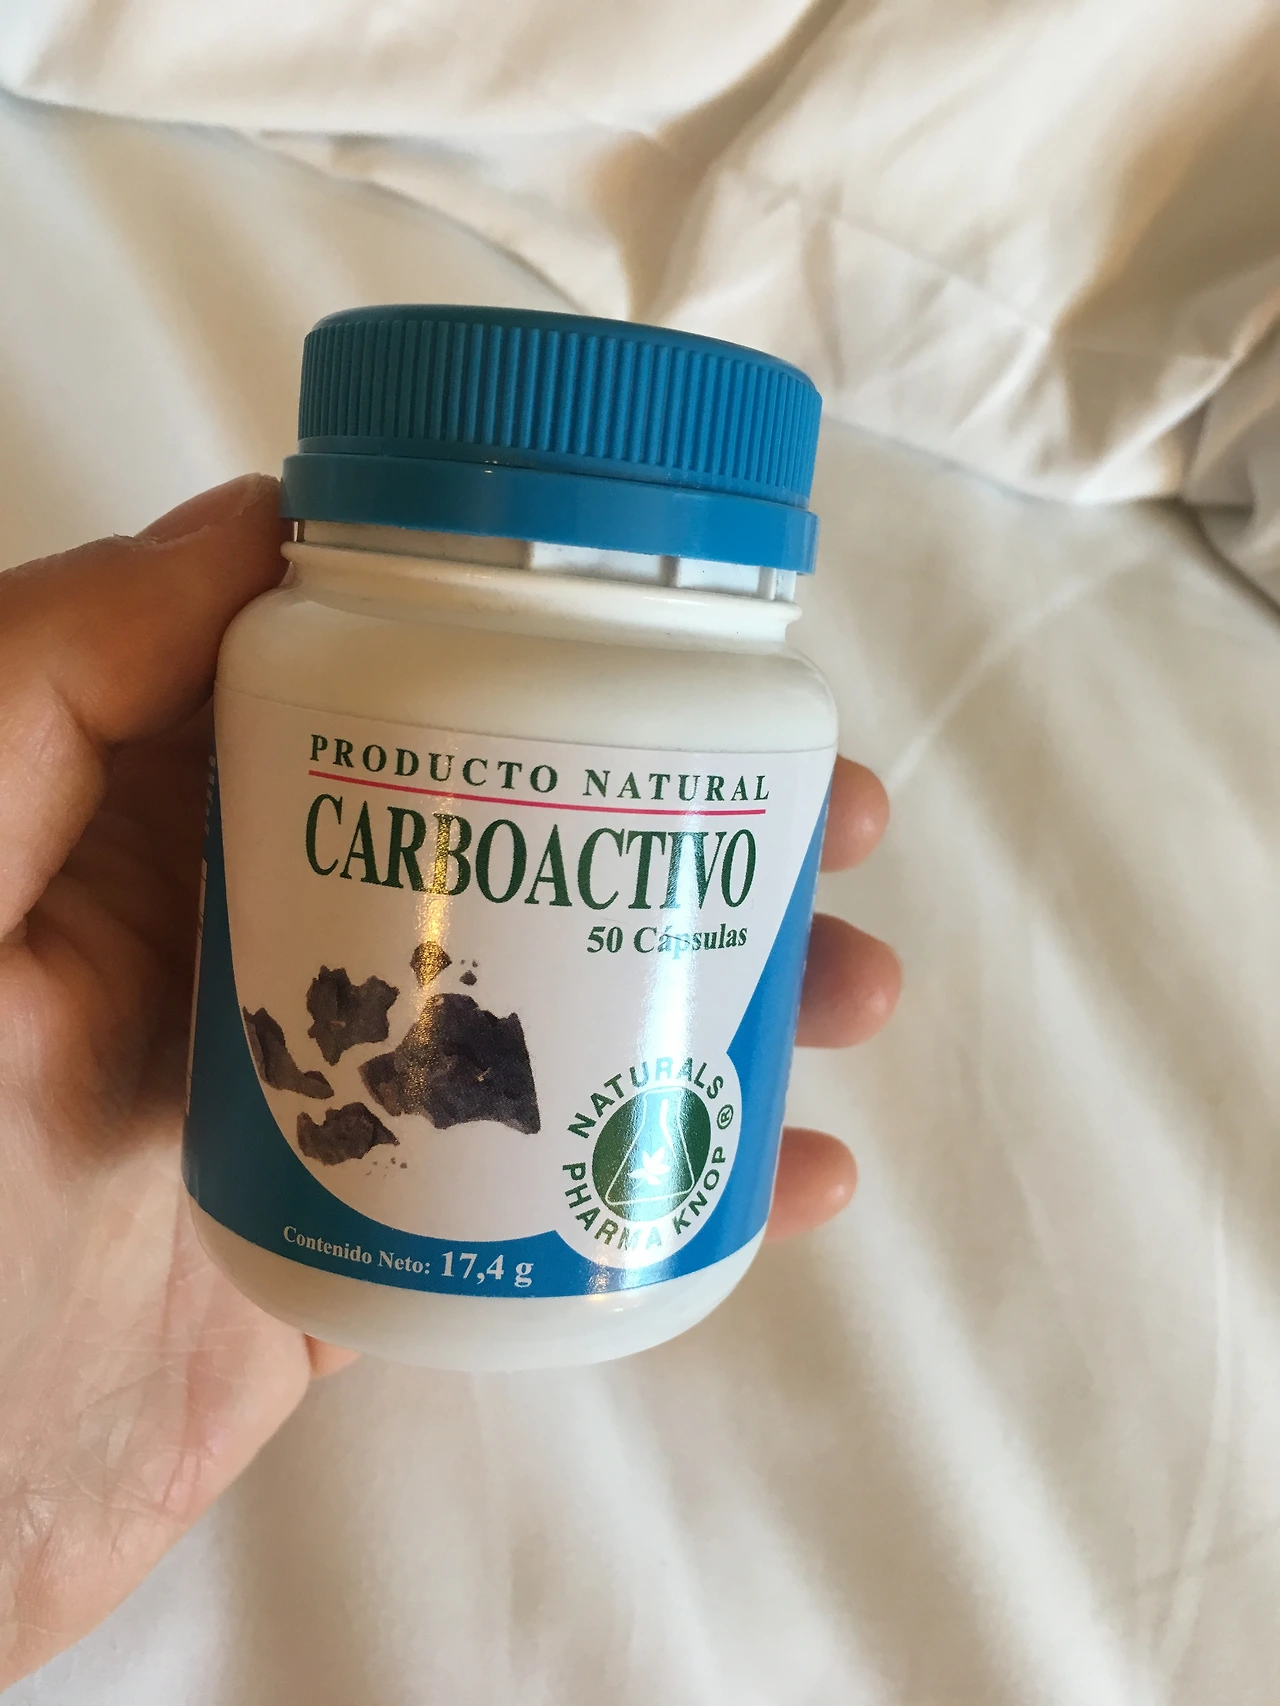 PRODUCTO NATURAL
CARBOACTIVO
50 Cápsulas
NATURALS ®
PHARMA KNOP
Contenido Neto: 17,4 g